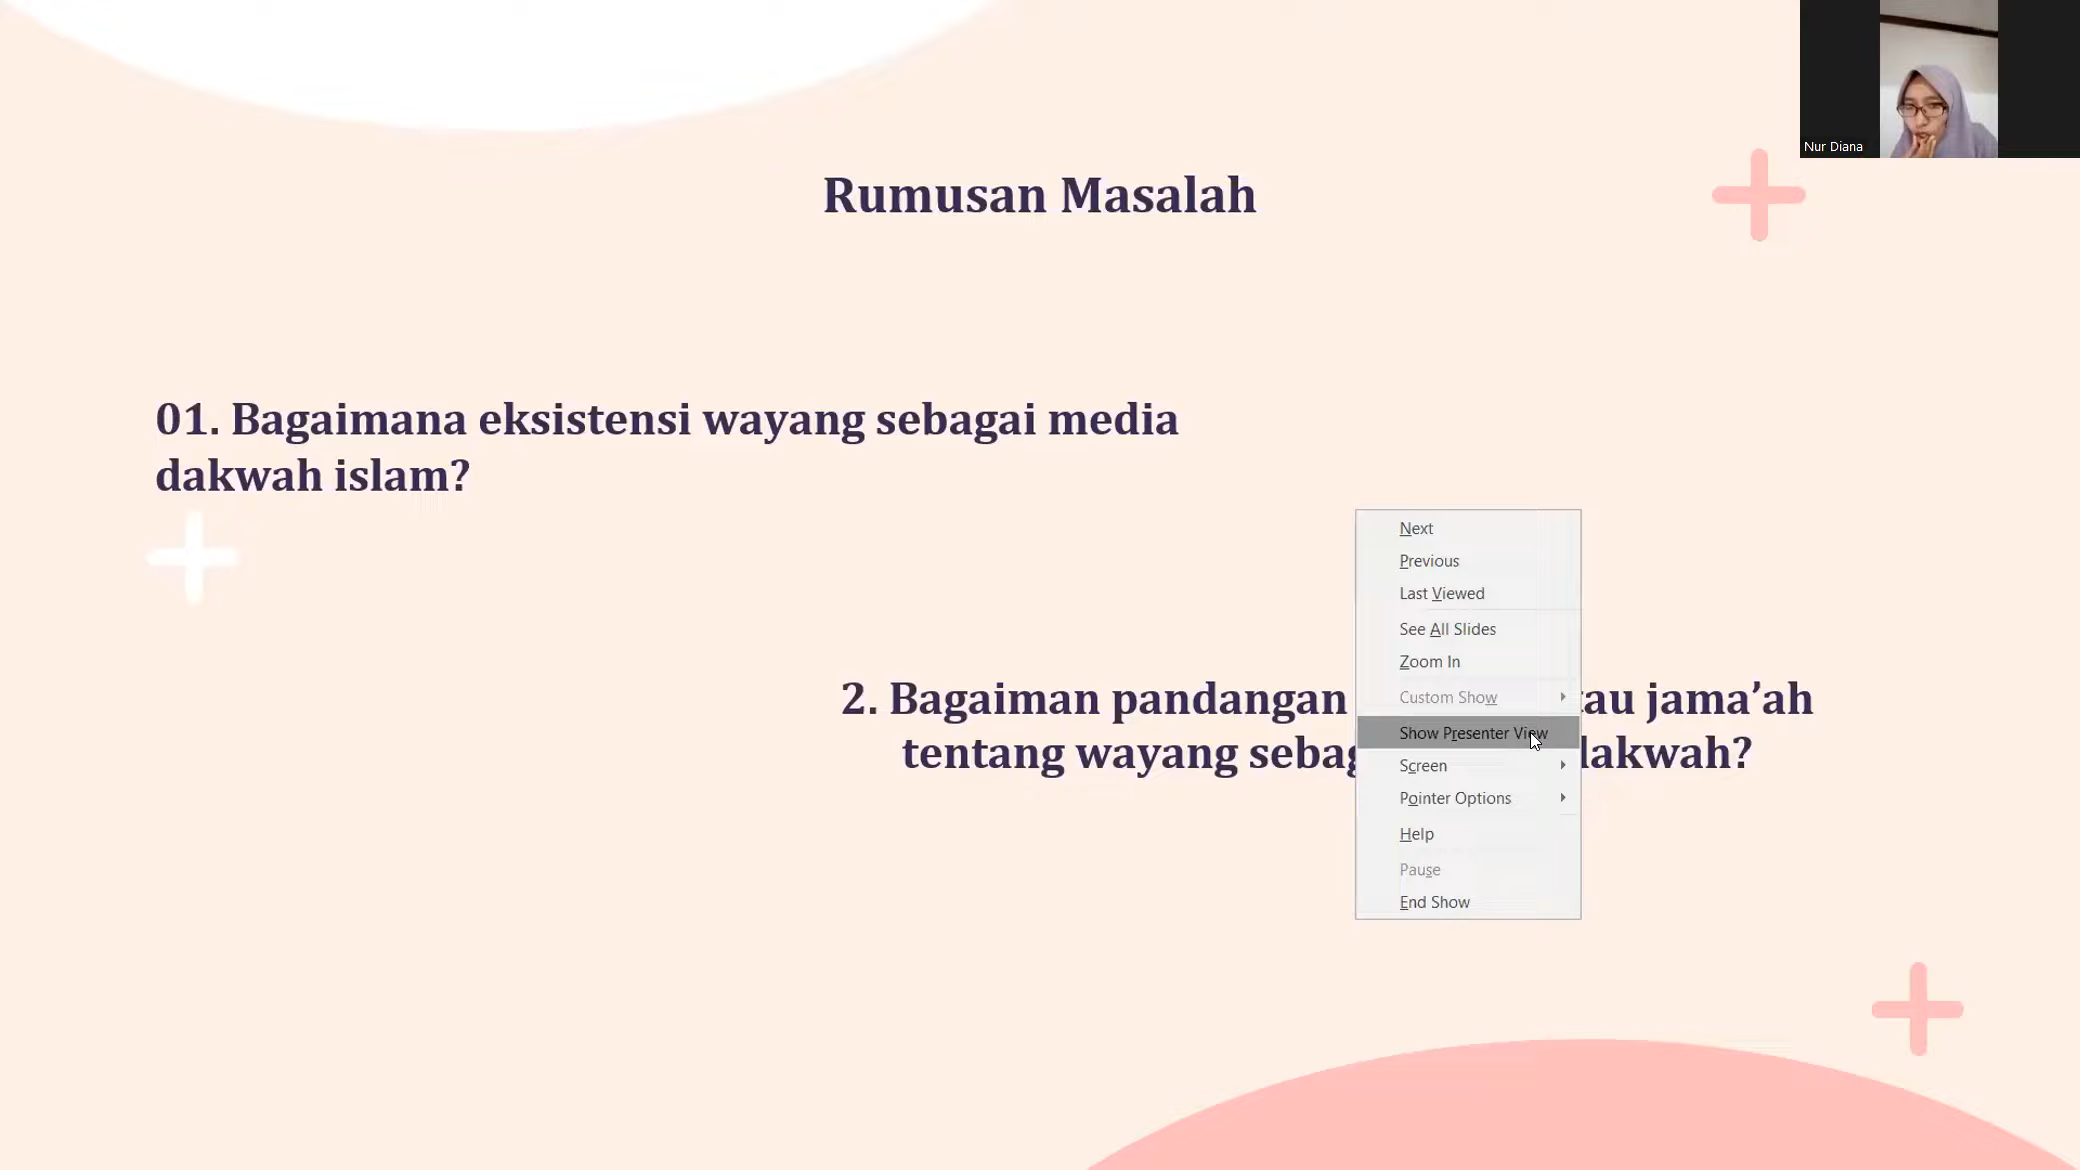 Nur Diana
Rumusan Masalah
01. Bagaimana eksistensi wayang sebagai media
dakwah islam?
2. Bagaiman pandangan au jama’ah
tentang wayang dakwah?
Next
Previous
Last Viewed
See All Slides
Zoom In
Custom Show
Show Presenter View
Screen
Pointer Options
Help
Pause
End Show